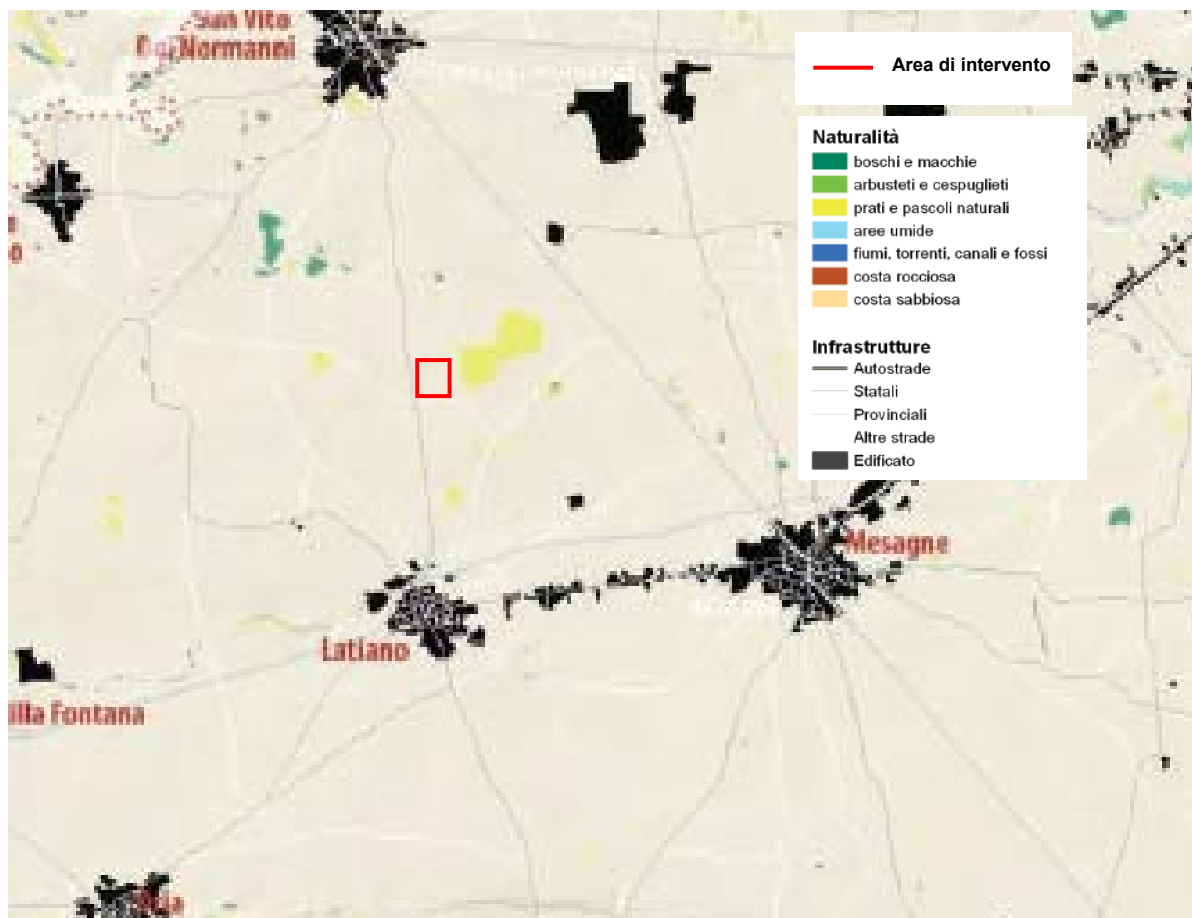 San Vito
Dei Normanni
Area di intervento
Naturalità
boschi e macchie
arbusteti e cespuglieti
prati e pascoli naturali
aree umide
fiumi, torrenti, canali e fossi
costa rocciosa
costa sabbiosa
Infrastrutture
Autostrade
Statali
Provinciali
Altre strade
Edificato
Mesagne
Latiano
illa Fontana